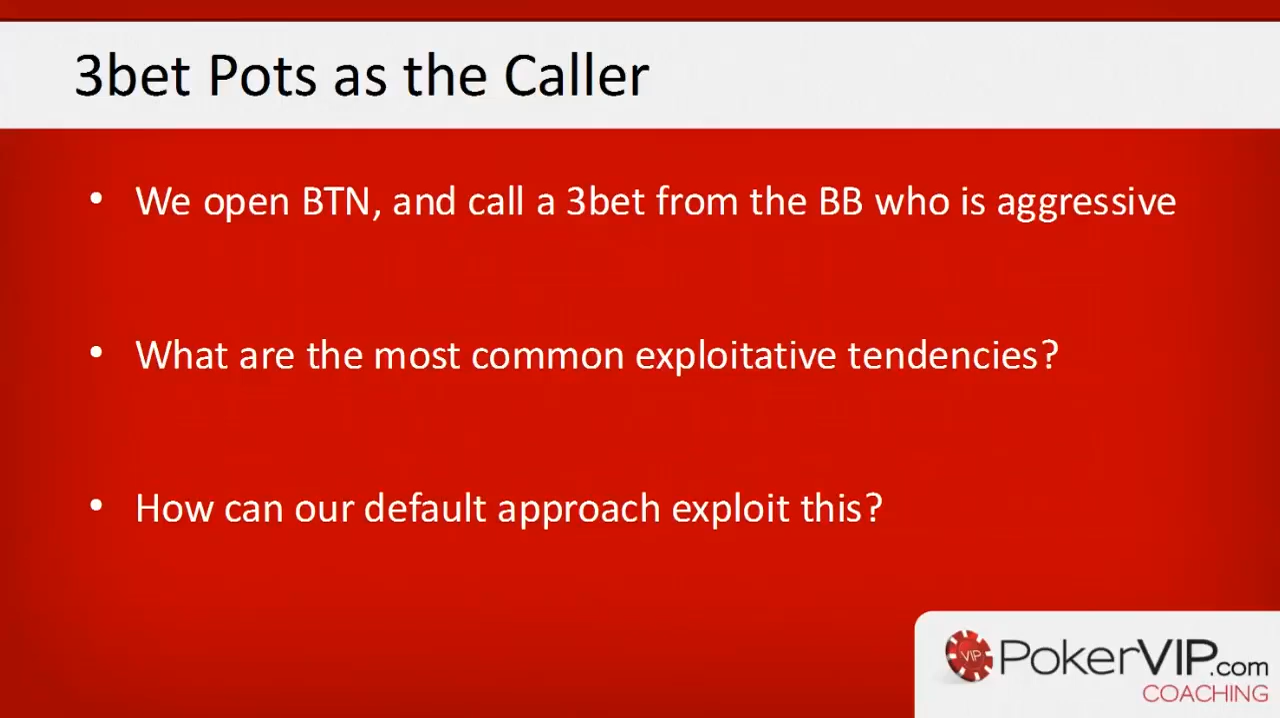 3bet Pots as the Caller
• We open BTN, and call a 3bet from the BB who is aggressive
• What are the most common exploitative tendencies?
• How can our default approach exploit this?
VIP PokerVIP.com
COACHING